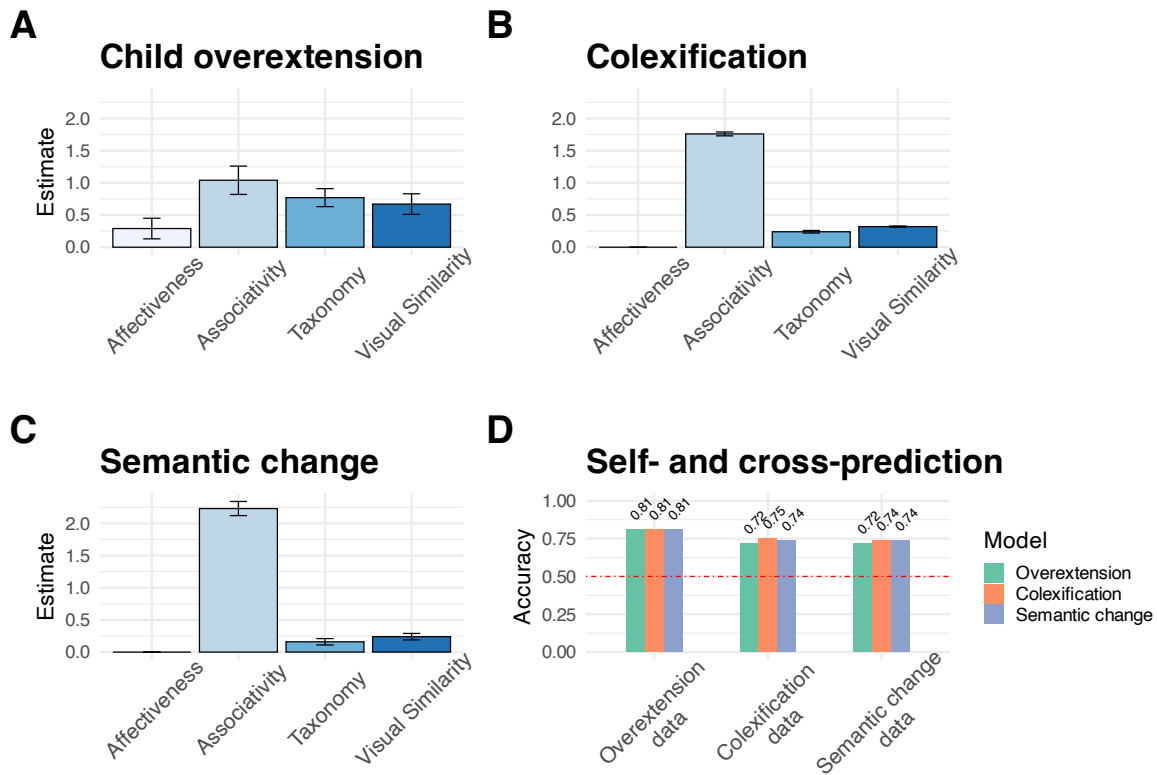 A
Child overextension
Estimate
2.0
1.5
1.0
0.5
0.0
Affectiveness
Associativity
Taxonomy
Visual Similarity
B
Colexification
2.0
1.5
1.0
0.5
0.0
Affectiveness
Associativity
Taxonomy
Visual Similarity
C
Semantic change
Estimate
2.0
1.5
1.0
0.5
0.0
Affectiveness
Associativity
Taxonomy
Visual Similarity
D
Self- and cross-prediction
Accuracy
1.00
0.75
0.50
0.25
0.00
0.81
0.81
0.81
0.72
0.75
0.74
0.72
0.74
0.74
Overextension
data
Colexification
data
Semantic change
data
Model
Overextension
Colexification
Semantic change